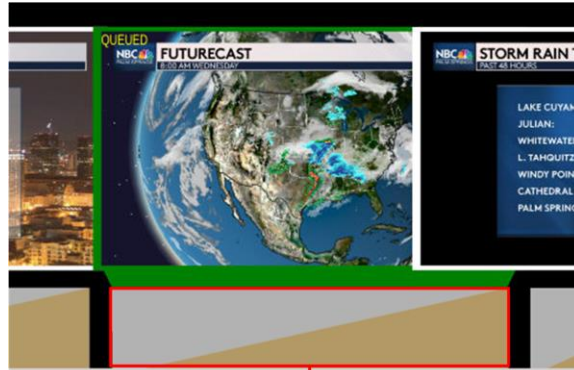 QUEUED
NBC FUTURECAST
8:00 AM WEDNESDAY
NBC STORM RAIN T
PAST 48 HOURS
LAKE CUYAM
JULIAN:
WHITEWATER
L. TAHQUITZ
WINDY POIN
CATHEDRAL
PALM SPRING